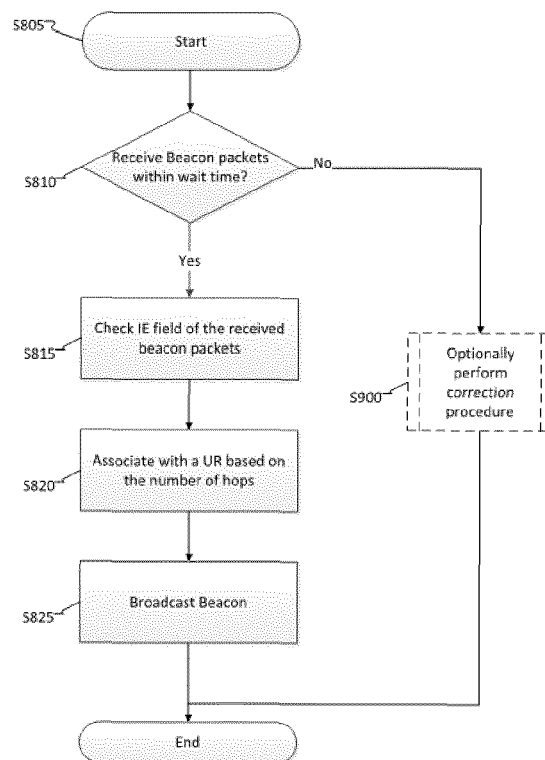 S805
Start
S810
Receive Beacon packets
within wait time?
No
Yes
S815
Check IE field of the received
beacon packets
S900
Optionally
perform
correction
procedure
S820
Associate with a UR based on
the number of hops
S825
Broadcast Beacon
End